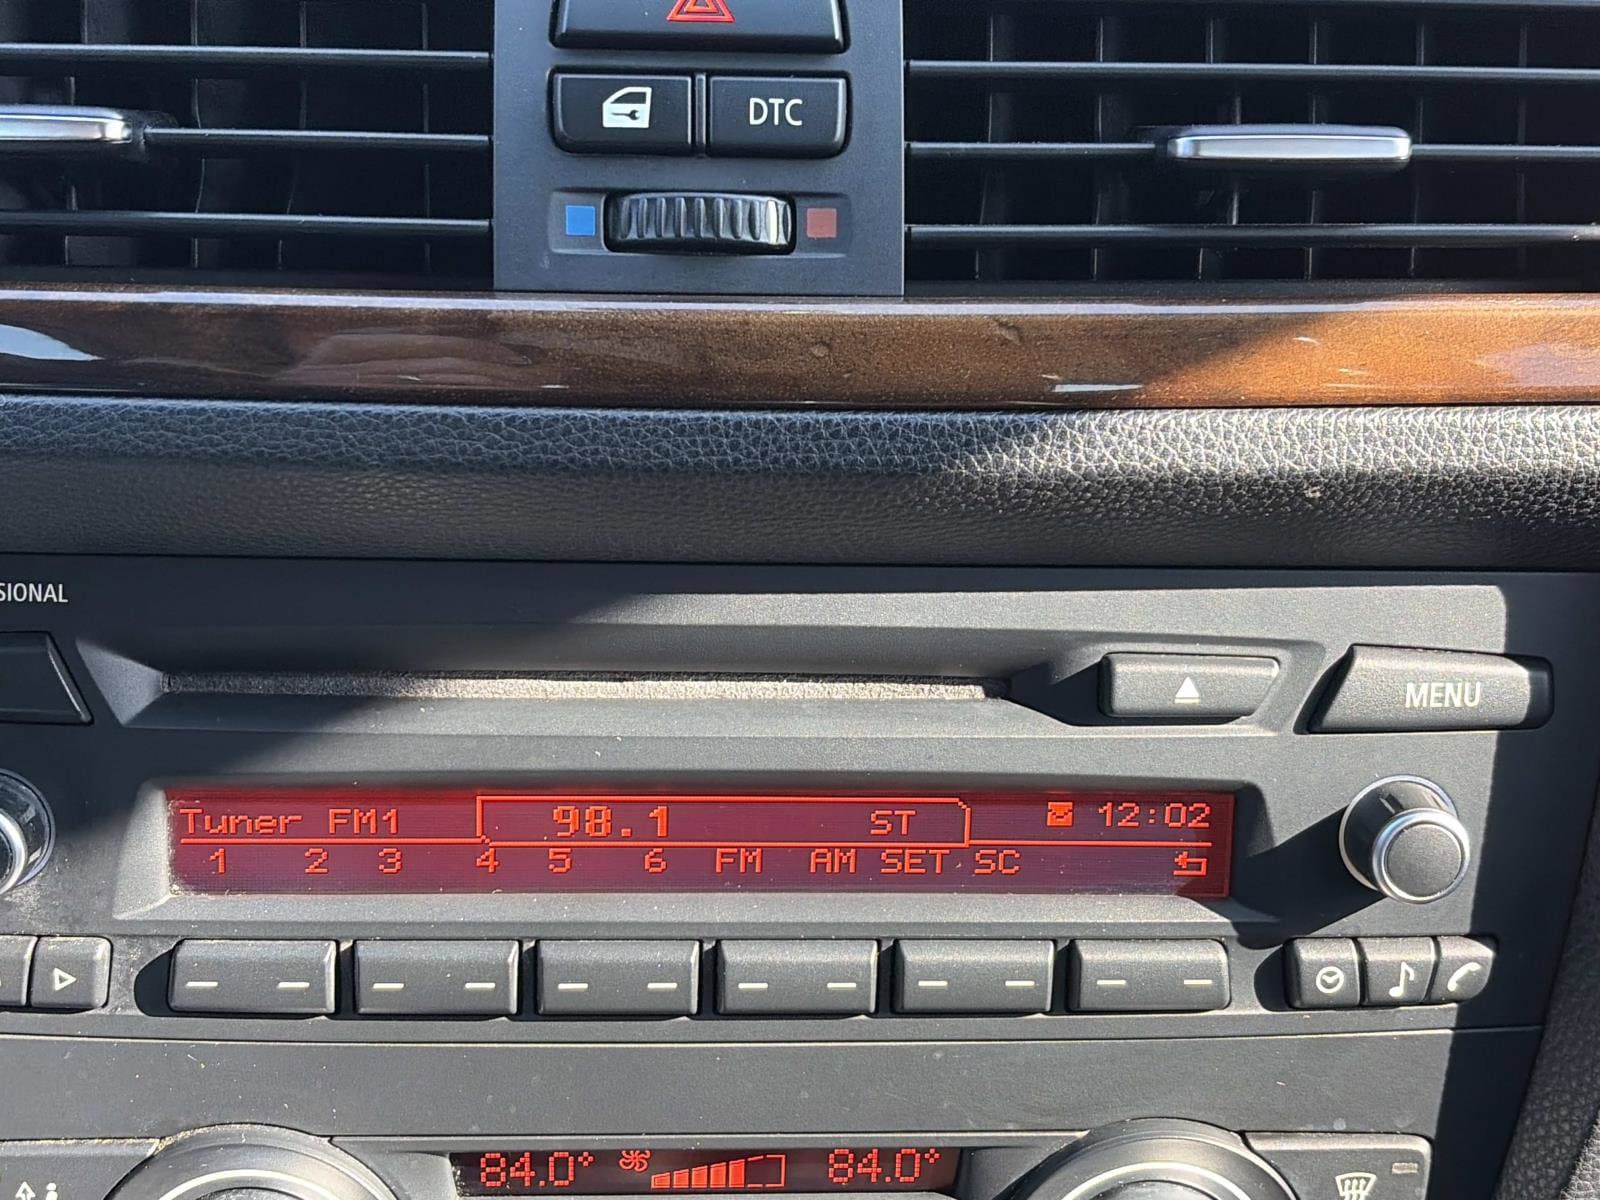 DTC
SIONAL
MENU
Tuner FM1 98.1 ST 12:02
1 2 3 4 5 6 FM AM SET SC
84.0° 84.0°